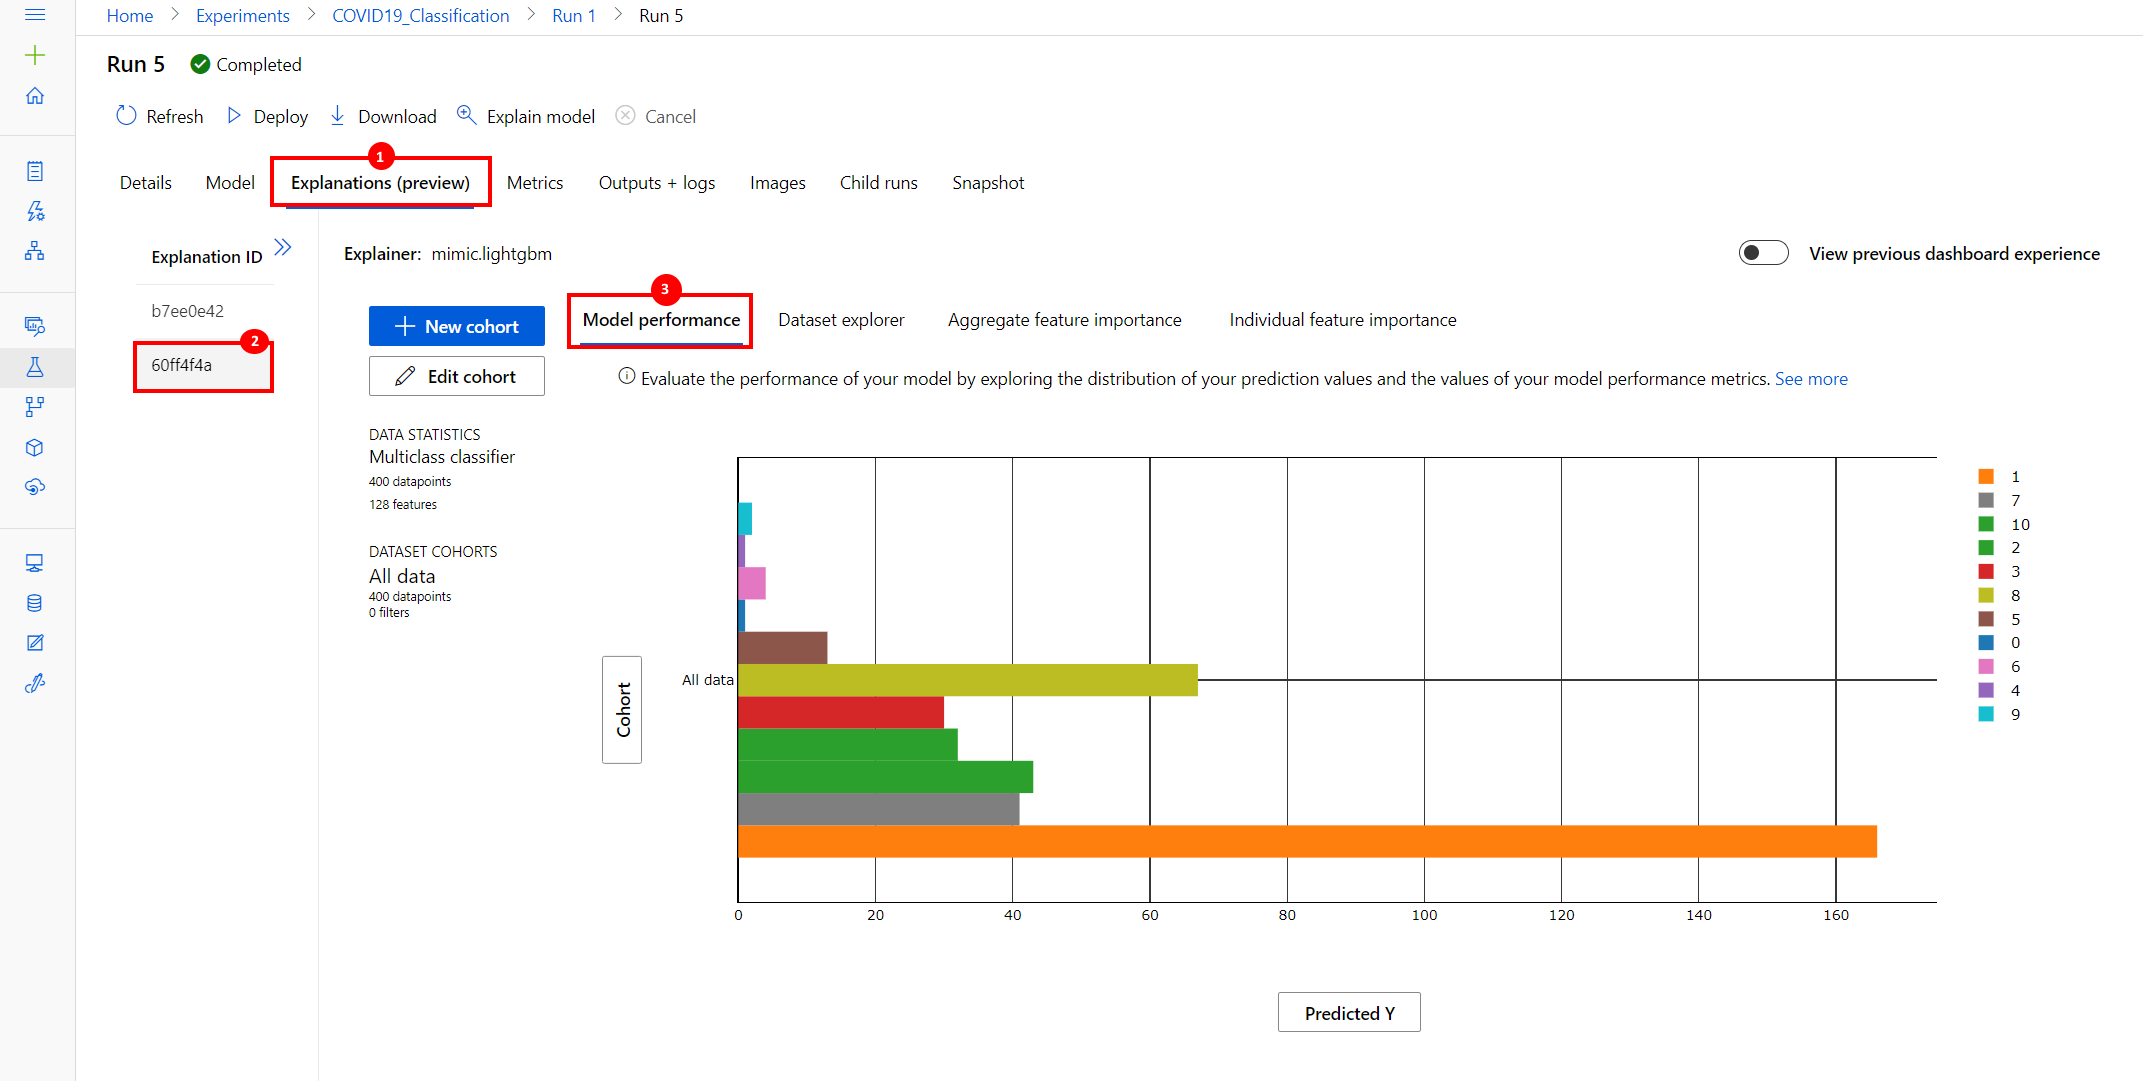 Home > Experiments > COVID19_Classification > Run 1 > Run 5
Run 5 Completed
Refresh Deploy Download Explain model Cancel
1
Details Model Explanations (preview) Metrics Outputs + logs Images Child runs Snapshot
Explanation ID
b7ee0e42
2
60ff4f4a
Explainer: mimic.lightgbm
View previous dashboard experience
3
New cohort
Edit cohort
Model performance Dataset explorer Aggregate feature importance Individual feature importance
Evaluate the performance of your model by exploring the distribution of your prediction values and the values of your model performance metrics. See more
DATA STATISTICS
Multiclass classifier
400 datapoints
128 features
DATASET COHORTS
All data
400 datapoints
0 filters
Cohort
All data
0 20 40 60 80 100 120 140 160
Predicted Y
1
7
10
2
3
8
5
0
6
4
9